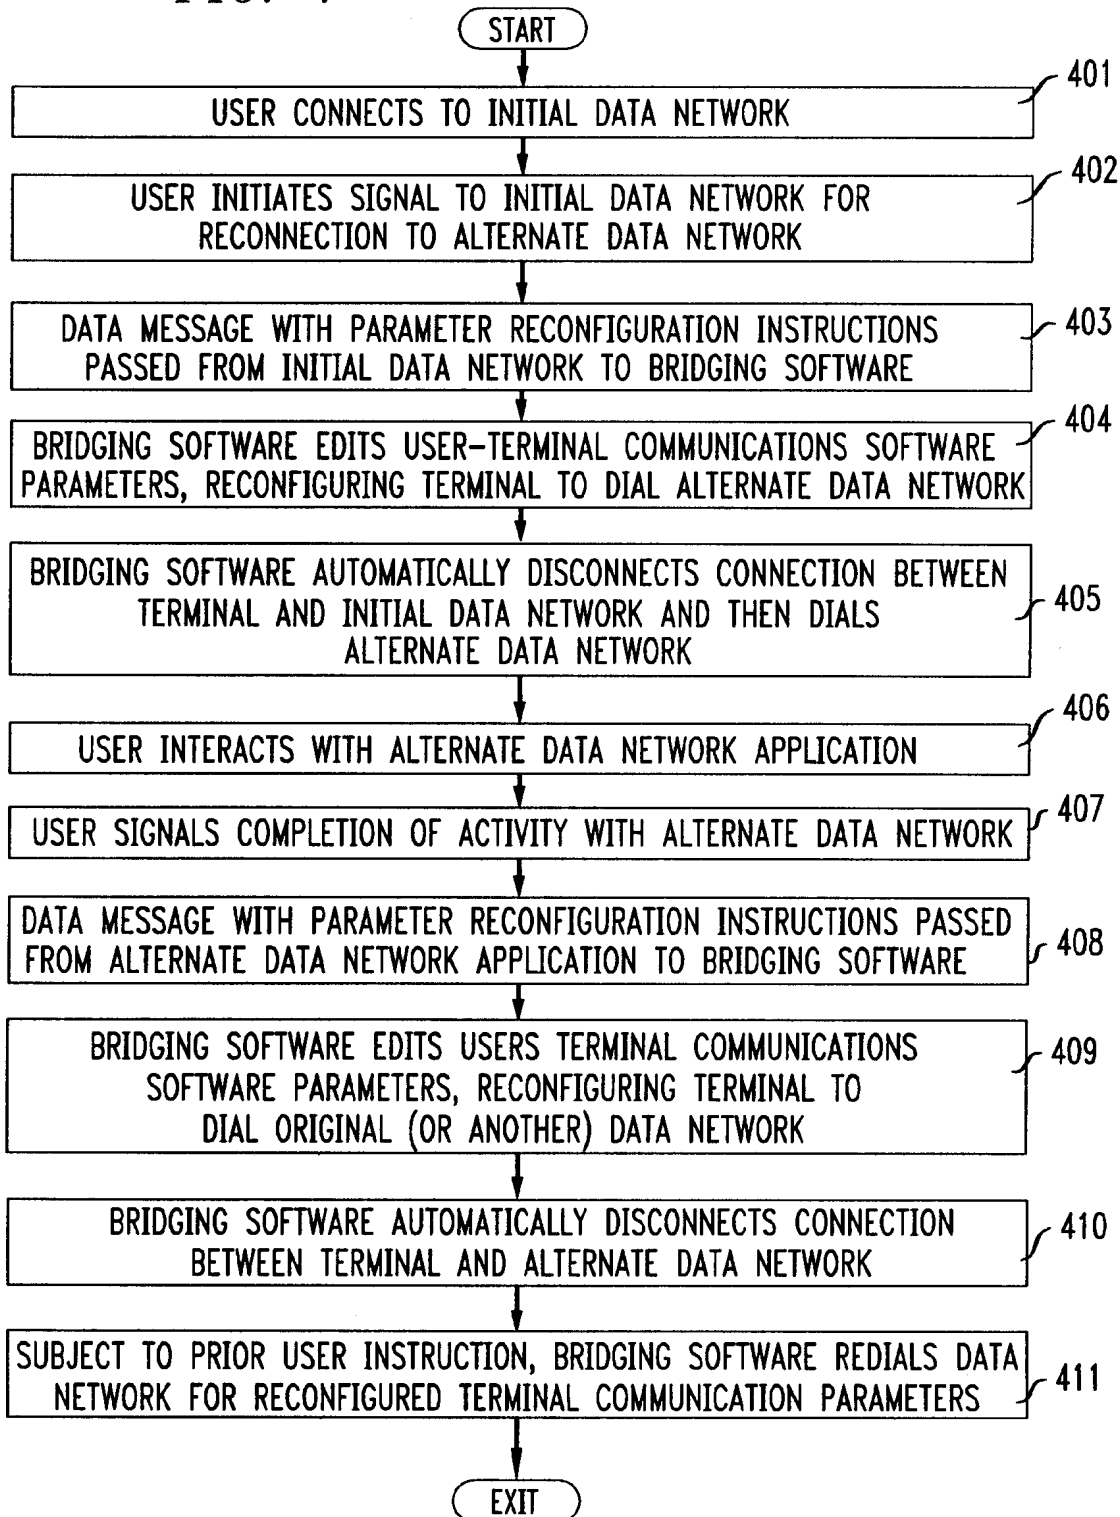 START
401
USER CONNECTS TO INITIAL DATA NETWORK
402
USER INITIATES SIGNAL TO INITIAL DATA NETWORK FOR
RECONNECTION TO ALTERNATE DATA NETWORK
403
DATA MESSAGE WITH PARAMETER RECONFIGURATION INSTRUCTIONS
PASSED FROM INITIAL DATA NETWORK TO BRIDGING SOFTWARE
404
BRIDGING SOFTWARE EDITS USER-TERMINAL COMMUNICATIONS SOFTWARE
PARAMETERS, RECONFIGURING TERMINAL TO DIAL ALTERNATE DATA NETWORK
BRIDGING SOFTWARE AUTOMATICALLY DISCONNECTS CONNECTION BETWEEN
TERMINAL AND INITIAL DATA NETWORK AND THEN DIALS
405
ALTERNATE DATA NETWORK
406
USER INTERACTS WITH ALTERNATE DATA NETWORK APPLICATION
407
USER SIGNALS COMPLETION OF ACTIVITY WITH ALTERNATE DATA NETWORK
DATA MESSAGE WITH PARAMETER RECONFIGURATION INSTRUCTIONS PASSED
FROM ALTERNATE DATA NETWORK APPLICATION TO BRIDGING SOFTWARE
408
BRIDGING SOFTWARE EDITS USERS TERMINAL COMMUNICATIONS
409
SOFTWARE PARAMETERS, RECONFIGURING TERMINAL TO
DIAL ORIGINAL (OR ANOTHER) DATA NETWORK
BRIDGING SOFTWARE AUTOMATICALLY DISCONNECTS CONNECTION
410
BETWEEN TERMINAL AND ALTERNATE DATA NETWORK
SUBJECT TO PRIOR USER INSTRUCTION, BRIDGING SOFTWARE REDIALS DATA
NETWORK FOR RECONFIGURED TERMINAL COMMUNICATION PARAMETERS
411
EXIT